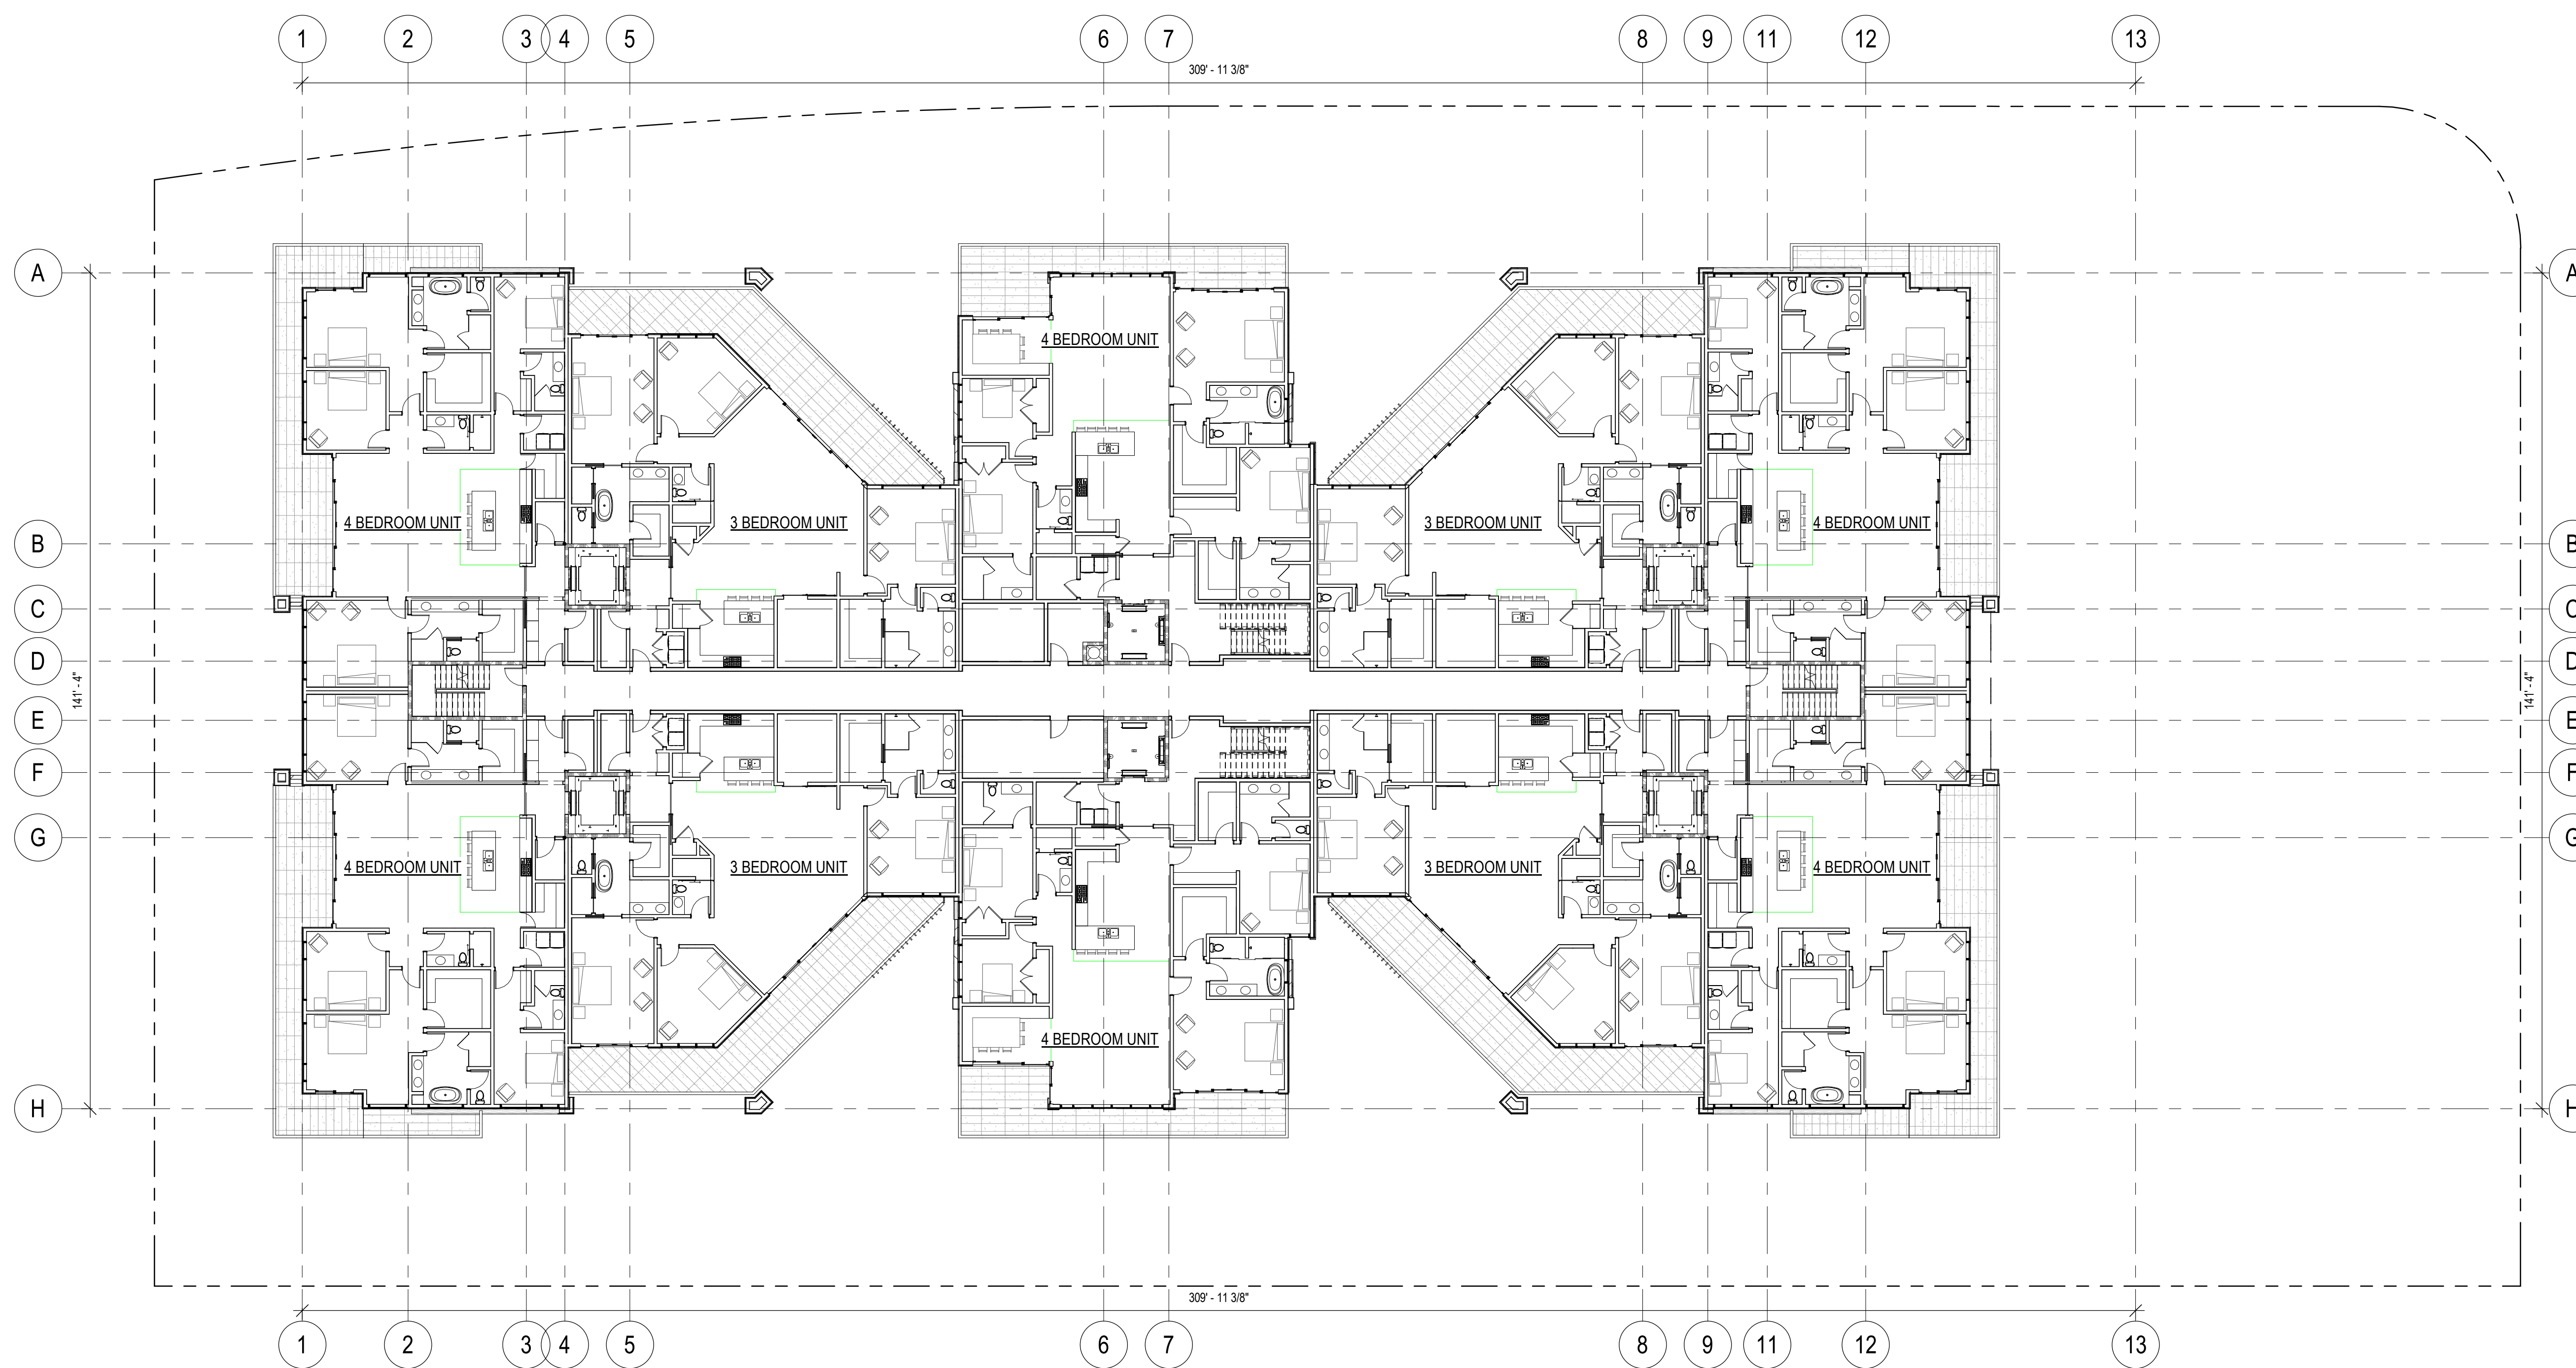 1 2 3 4 5 6 7 8 9 11 12 13
309' - 11 3/8"
A A
4 BEDROOM UNIT
4 BEDROOM UNIT 3 BEDROOM UNIT 3 BEDROOM UNIT 4 BEDROOM UNIT
B B
C C
D D
141' - 4" 141' - 4"
E E
F F
G G
4 BEDROOM UNIT 3 BEDROOM UNIT 3 BEDROOM UNIT 4 BEDROOM UNIT
4 BEDROOM UNIT
H H
309' - 11 3/8"
1 2 3 4 5 6 7 8 9 11 12 13